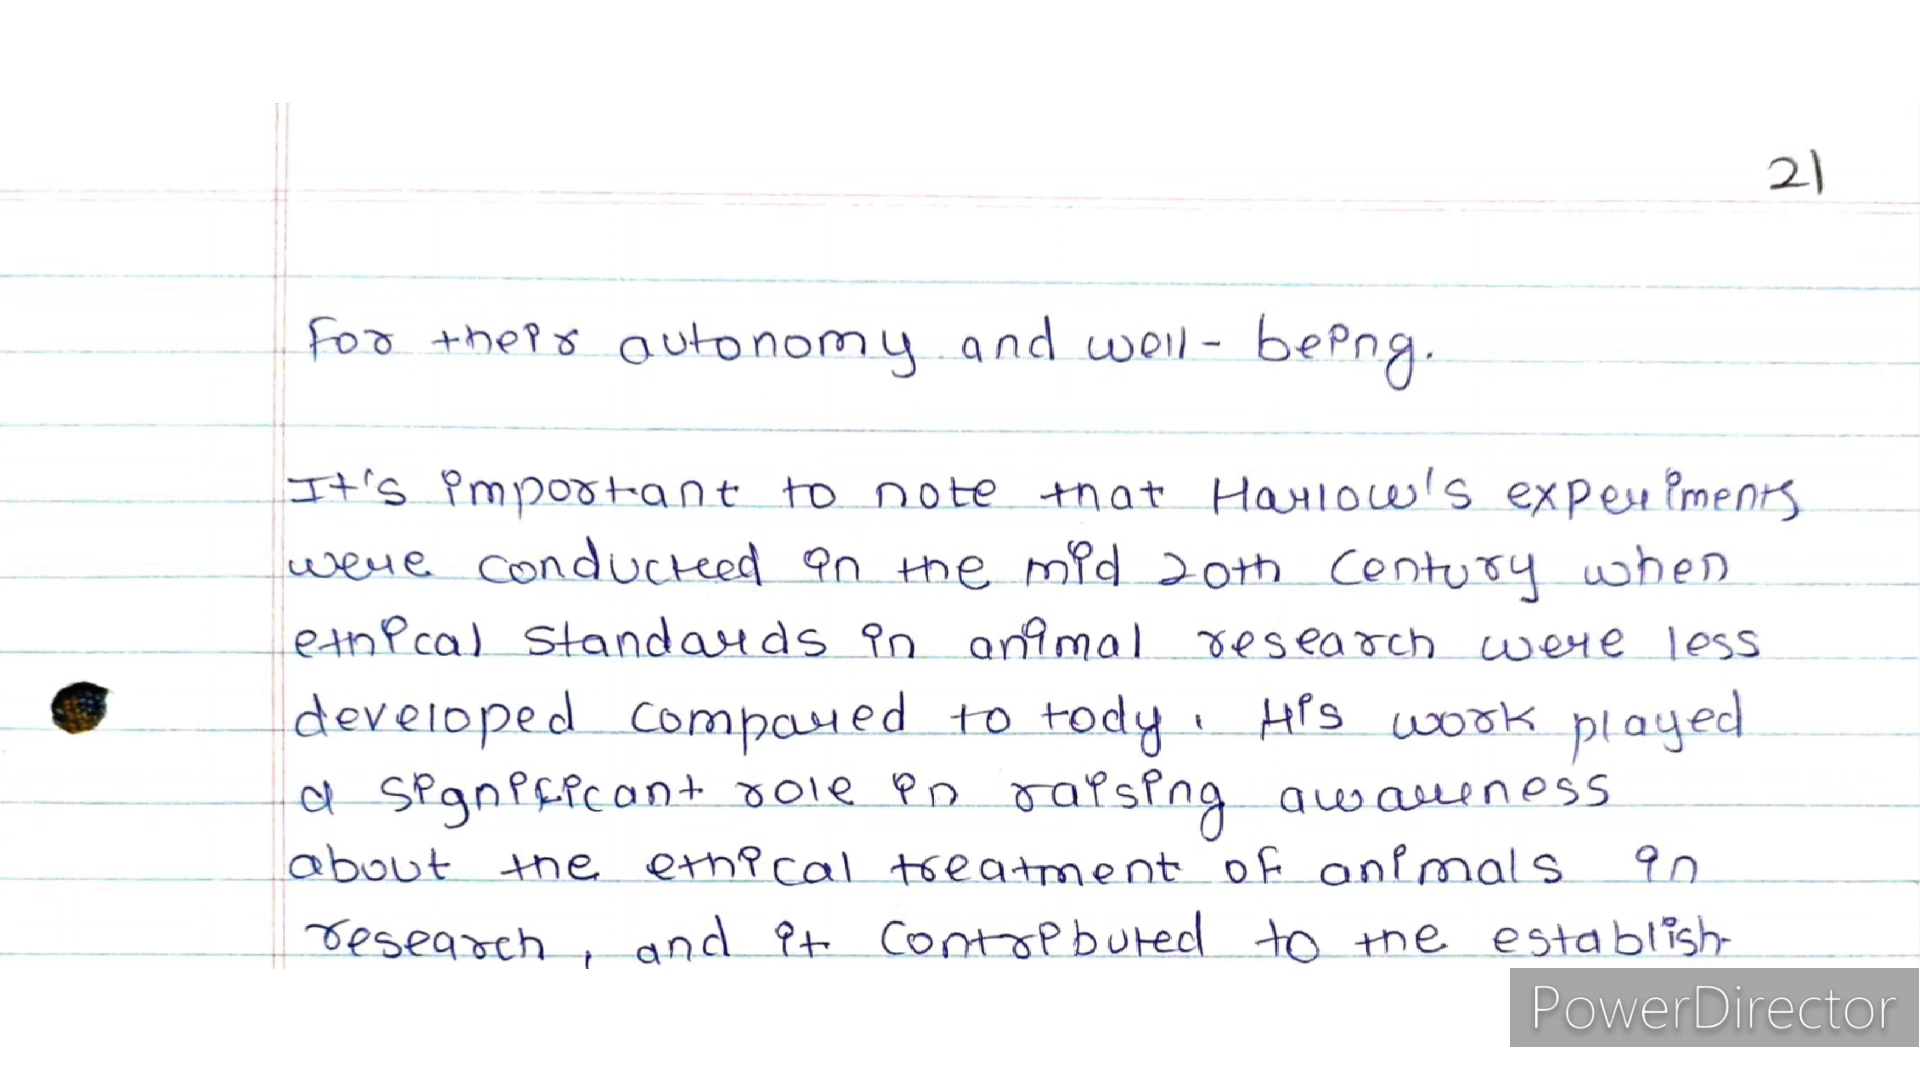 21
For their autonomy and well-being.
It's important to note that Harlow's experiments
were conducteed in the mid 20th Century when
ethical standards in animal research were less
developed compared to tody. His work played
a significant role in raising awareness
about the ethical treatment of animals in
research, and it contributed to the establish-
PowerDirector